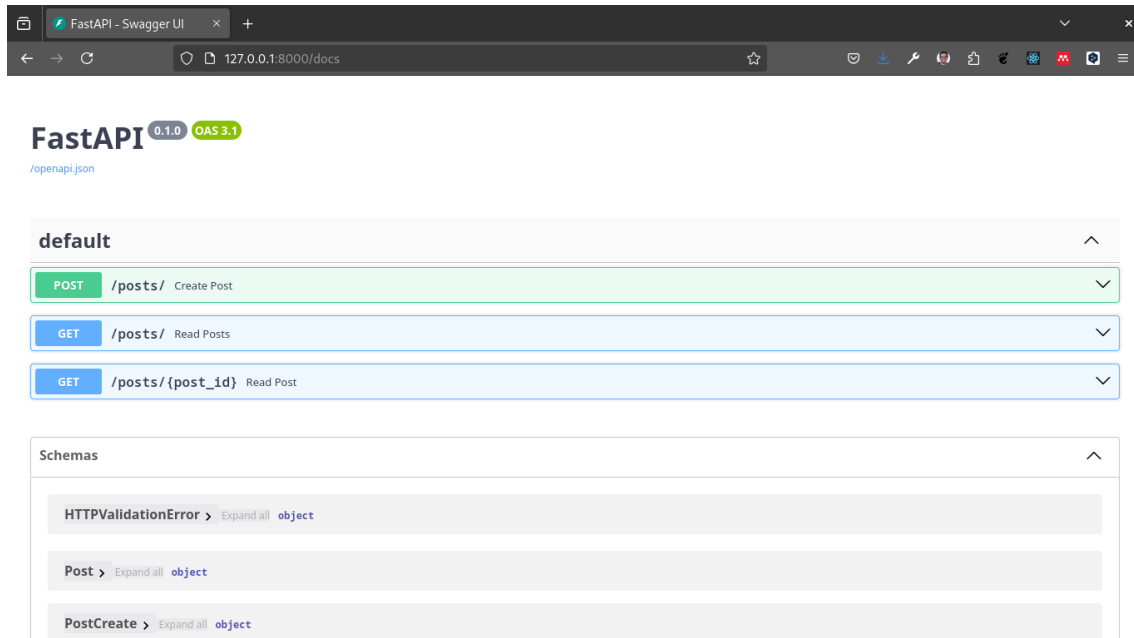 FastAPI - Swagger UI
127.0.0.1:8000/docs
FastAPI 0.1.0 OAS 3.1
/openapi.json
default
POST /posts/ Create Post
GET /posts/ Read Posts
GET /posts/{post_id} Read Post
Schemas
HTTPValidationError Expand all object
Post Expand all object
PostCreate Expand all object